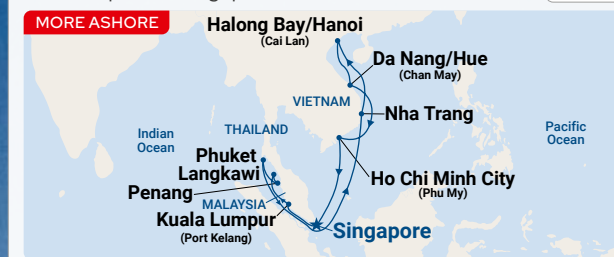 MORE ASHORE
Halong Bay/Hanoi
(Cai Lan)
Da Nang/Hue
(Chan May)
VIETNAM
Nha Trang
Indian
Ocean
THAILAND
Pacific
Ocean
Phuket
Langkawi
Penang
Ho Chi Minh City
(Phu My)
MALAYSIA
Kuala Lumpur
(Port Kelang)
Singapore